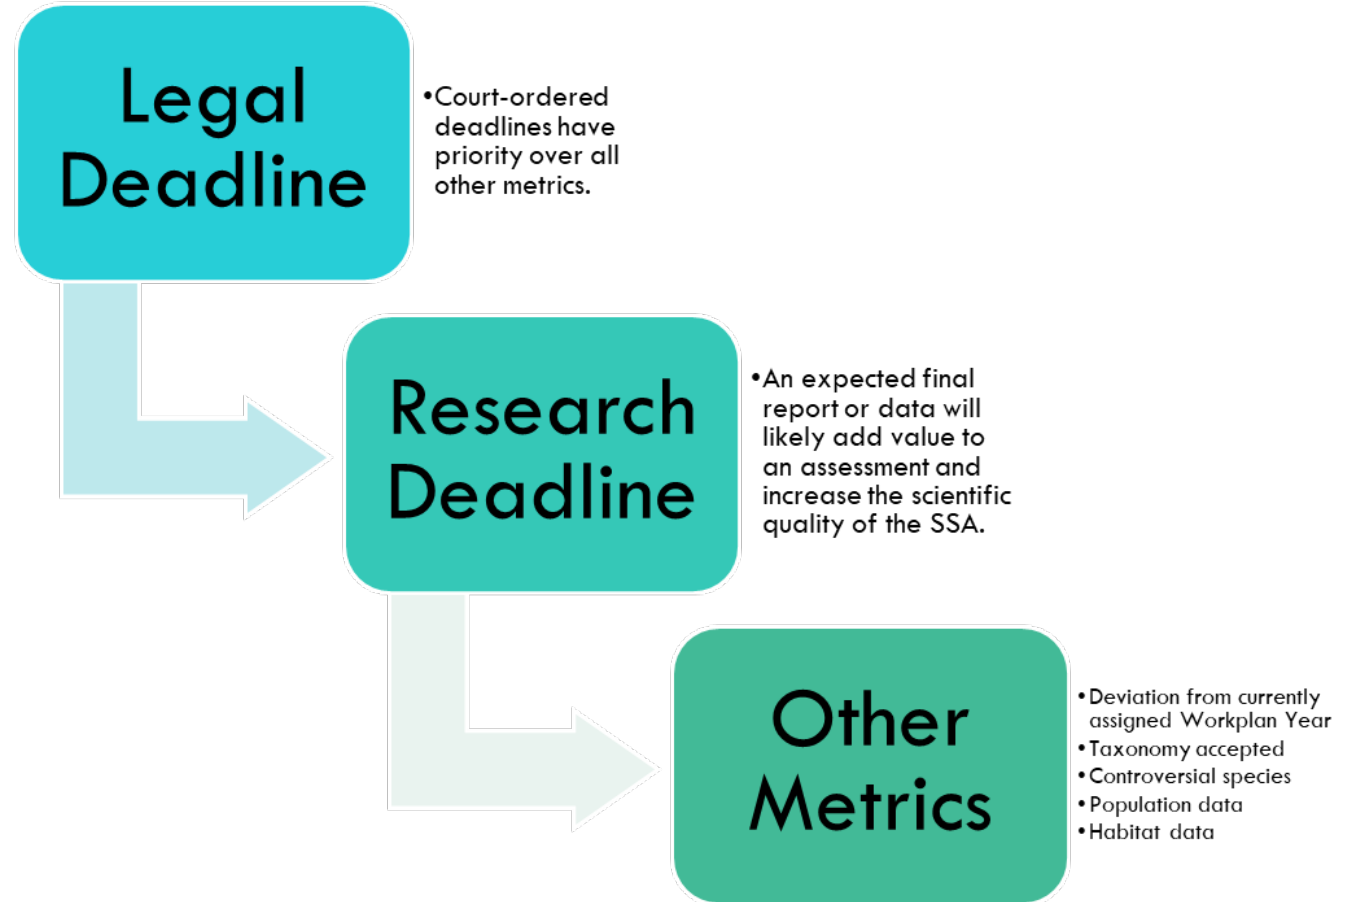 Legal
Deadline
•Court-ordered
deadlines have
priority over all
other metrics.
Research
Deadline
•An expected final
report or data will
likely add value to
an assessment and
increase the scientific
quality of the SSA.
Other
Metrics
•Deviation from currently
assigned Workplan Year
•Taxonomy accepted
•Controversial species
•Population data
•Habitat data